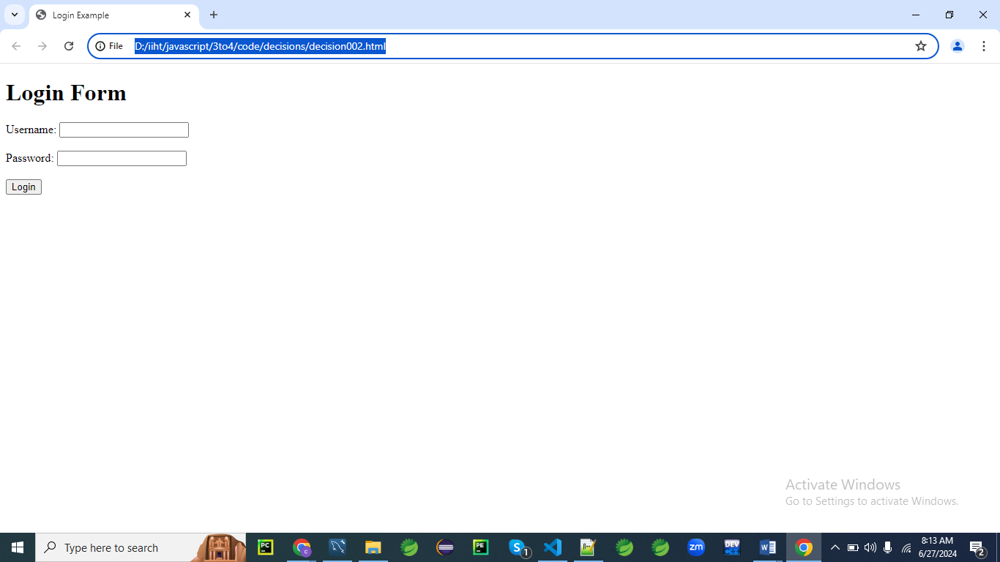 Login Example
File D:/iiht/javascript/3to4/code/decisions/decision002.html
Login Form
Username:
Password:
Login
Activate Windows
Go to Settings to activate Windows.
Type here to search
PC
C
PE
S
1
zm
DEV
W
8:13 AM
6/27/2024
2